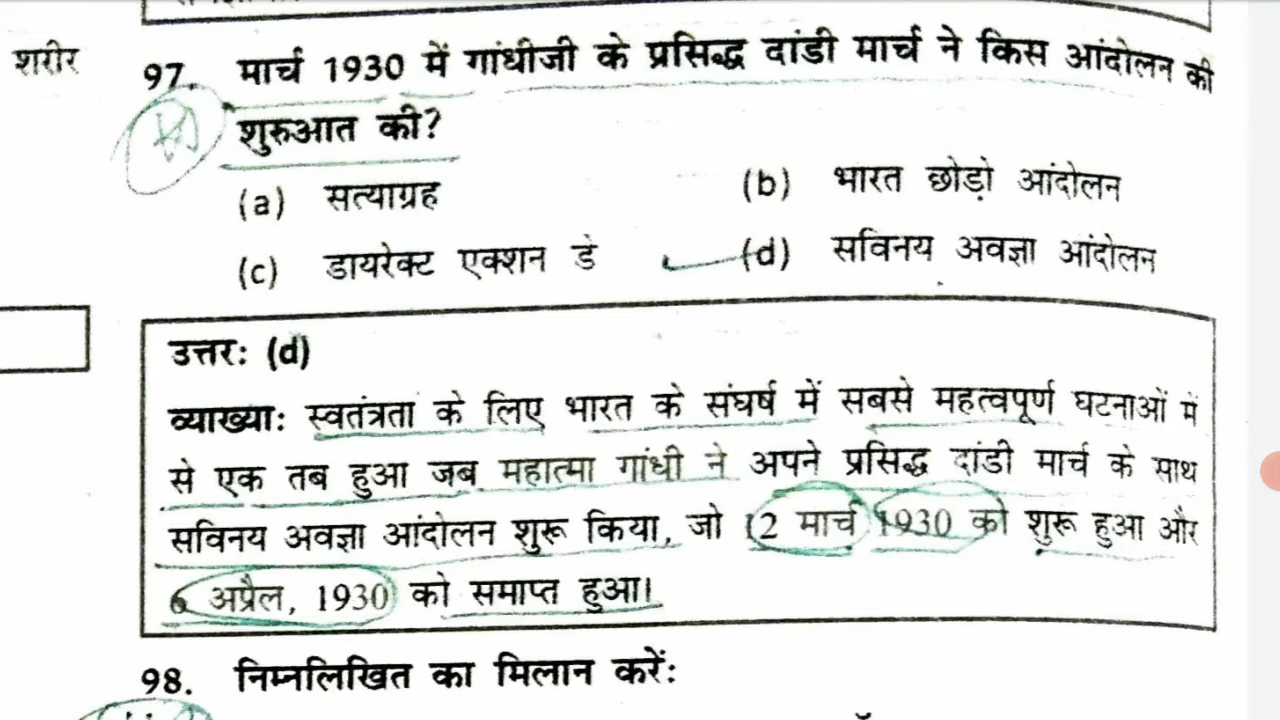 शरीर
97. मार्च 1930 में गांधीजी के प्रसिद्ध दांडी मार्च ने किस आंदोलन की
शुरुआत की?
(a) सत्याग्रह (b) भारत छोड़ो आंदोलन
(c) डायरेक्ट एक्शन डे (d) सविनय अवज्ञा आंदोलन
उत्तरः (d)
व्याख्याः स्वतंत्रता के लिए भारत के संघर्ष में सबसे महत्वपूर्ण घटनाओं में
से एक तब हुआ जब महात्मा गांधी ने अपने प्रसिद्ध दांडी मार्च के साथ
सविनय अवज्ञा आंदोलन शुरू किया, जो 12 मार्च 1930 को शुरू हुआ और
6 अप्रैल, 1930 को समाप्त हुआ।
98. निम्नलिखित का मिलान करेंः